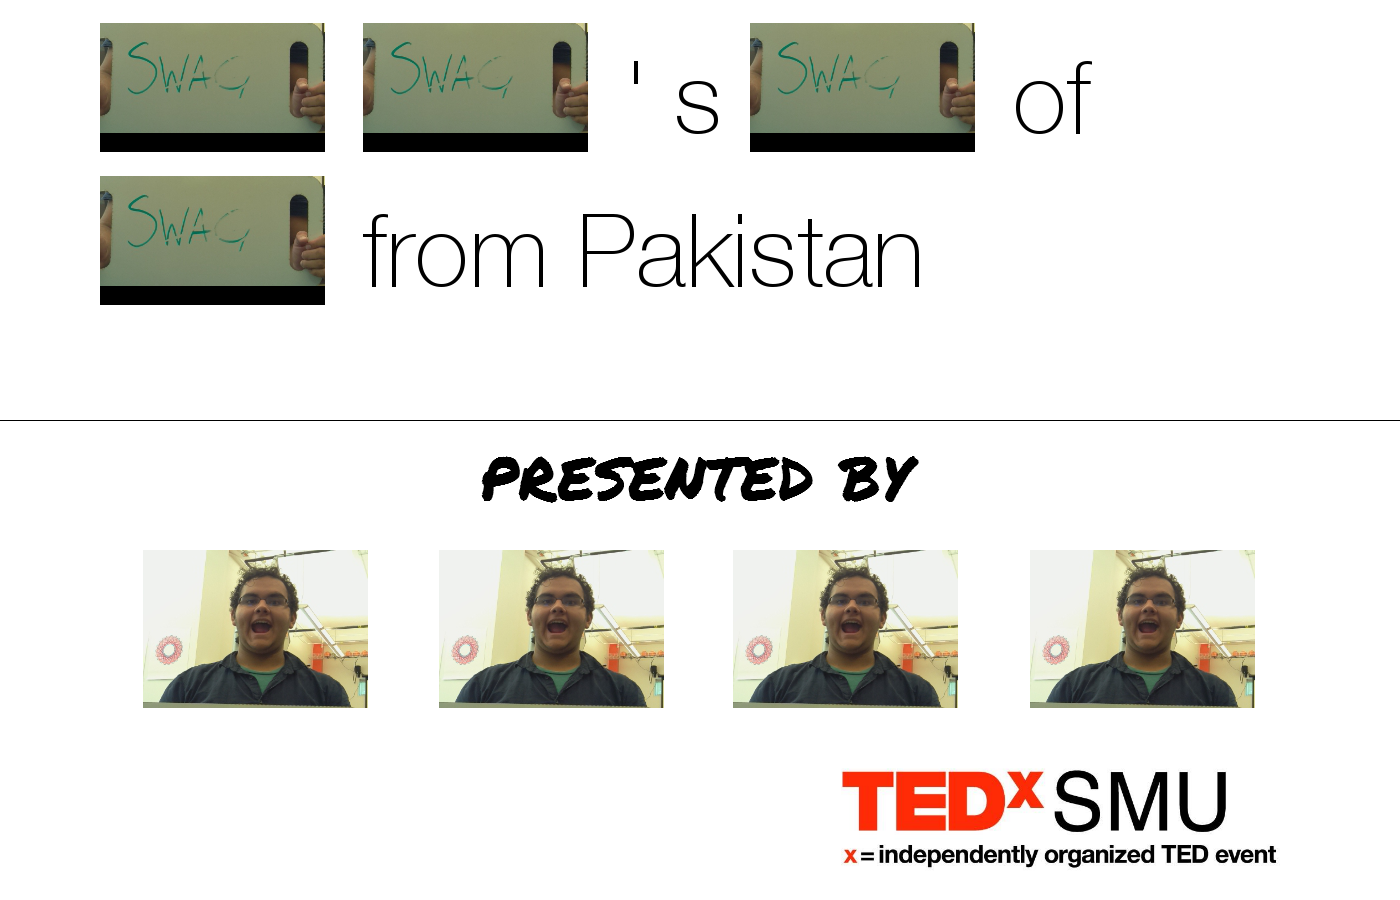 SWAG SWAG 's SWAG of
SWAG from Pakistan
PRESENTED BY
TEDx SMU
x = independently organized TED event